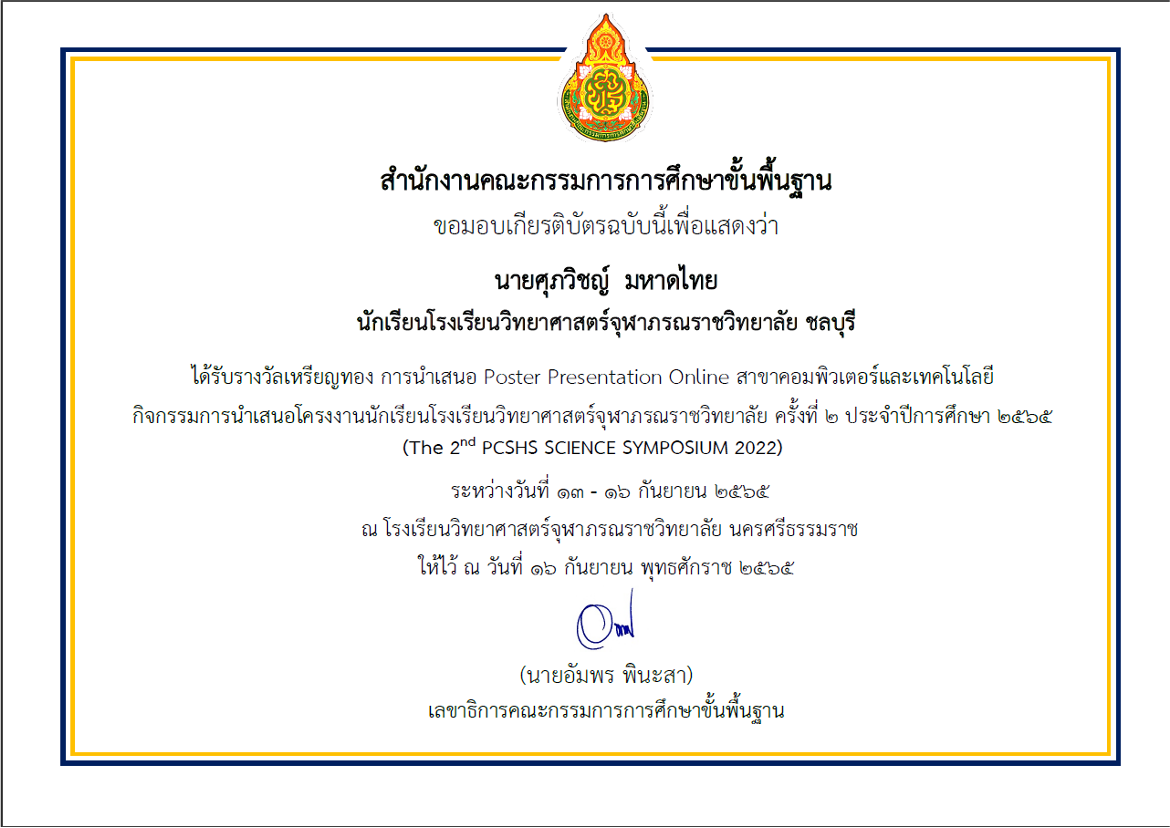 สำนักงานคณะกรรมการการศึกษาขั้นพื้นฐาน
ขอมอบเกียรติบัตรฉบับนี้เพื่อแสดงว่า
นายศุภวิชญ์ มหาดไทย
นักเรียนโรงเรียนวิทยาศาสตร์จุฬาภรณราชวิทยาลัย ชลบุรี
ได้รับรางวัลเหรียญทอง การนำเสนอ Poster Presentation Online สาขาคอมพิวเตอร์และเทคโนโลยี
กิจกรรมการนำเสนอโครงงานนักเรียนโรงเรียนวิทยาศาสตร์จุฬาภรณราชวิทยาลัย ครั้งที่ ๒ ประจำปีการศึกษา ๒๕๖๕
(The 2nd PCSHS SCIENCE SYMPOSIUM 2022)
ระหว่างวันที่ ๑๓ - ๑๖ กันยายน ๒๕๖๕
ณ โรงเรียนวิทยาศาสตร์จุฬาภรณราชวิทยาลัย นครศรีธรรมราช
ให้ไว้ ณ วันที่ ๑๖ กันยายน พุทธศักราช ๒๕๖๕
(นายอัมพร พินะสา)
เลขาธิการคณะกรรมการการศึกษาขั้นพื้นฐาน